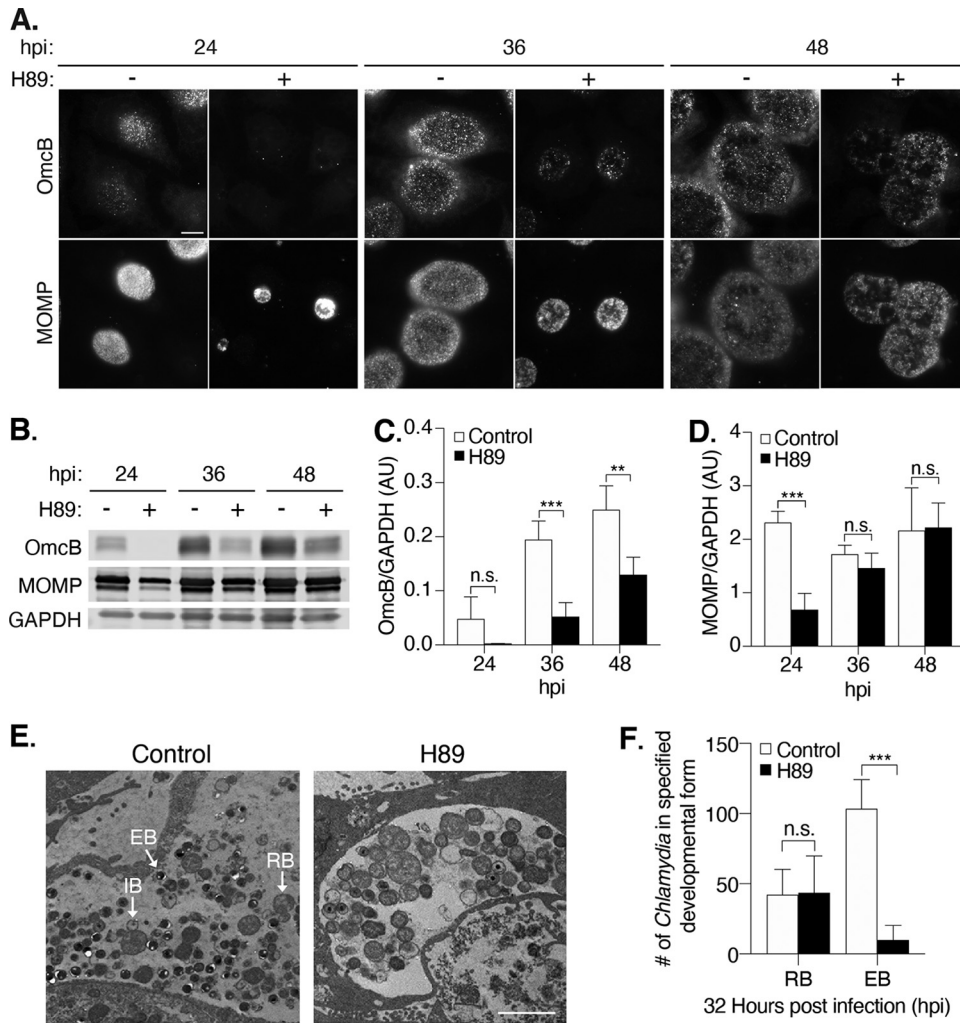 A.
hpi: 24 36 48
H89: - + - + - +
OmcB
MOMP
B.
hpi: 24 36 48
H89: - + - + - +
OmcB
MOMP
GAPDH
C.
OmcB/GAPDH (AU)
0.4
0.3
0.2
0.1
0.0
Control
H89
n.s.
***
**
24 36 48
hpi
D.
MOMP/GAPDH (AU)
4
3
2
1
0
Control
H89
***
n.s.
n.s.
24 36 48
hpi
E.
Control H89
EB
RB
IB
F.
# of Chlamydia in specified
developmental form
150
100
50
0
Control
H89
n.s.
***
RB EB
32 Hours post infection (hpi)